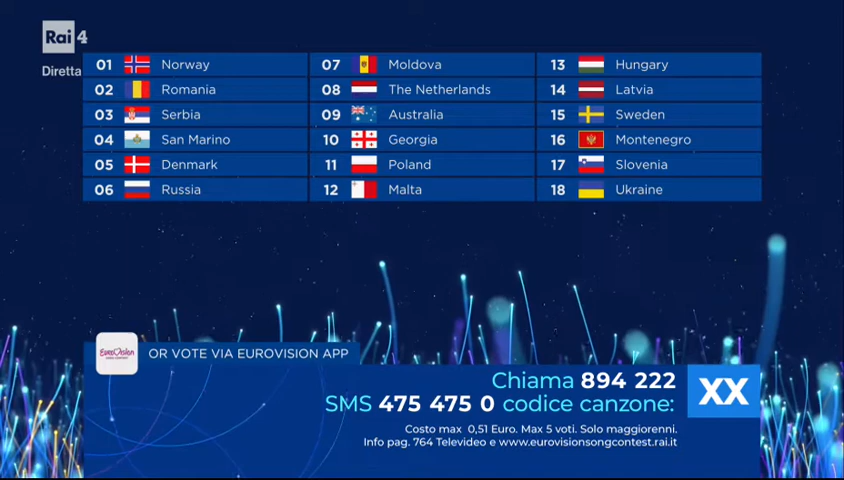 Rai 4
Diretta
01 Norway
02 Romania
03 Serbia
04 San Marino
05 Denmark
06 Russia
07 Moldova
08 The Netherlands
09 Australia
10 Georgia
11 Poland
12 Malta
13 Hungary
14 Latvia
15 Sweden
16 Montenegro
17 Slovenia
18 Ukraine
EUROVISION
SONG CONTEST
OR VOTE VIA EUROVISION APP
Chiama 894 222
SMS 475 475 0 codice canzone:
XX
Costo max 0,51 Euro. Max 5 voti. Solo maggiorenni.
Info pag. 764 Televideo e www.eurovisionsongcontest.rai.it